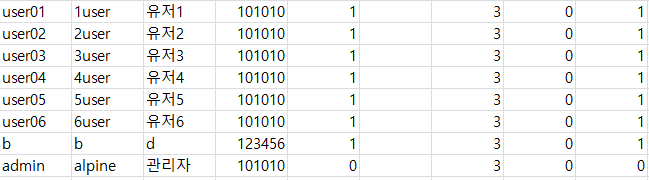 user01 1user 유저1 101010 1 3 0 1
user02 2user 유저2 101010 1 3 0 1
user03 3user 유저3 101010 1 3 0 1
user04 4user 유저4 101010 1 3 0 1
user05 5user 유저5 101010 1 3 0 1
user06 6user 유저6 101010 1 3 0 1
b b d 123456 1 3 0 1
admin alpine 관리자 101010 0 3 0 0